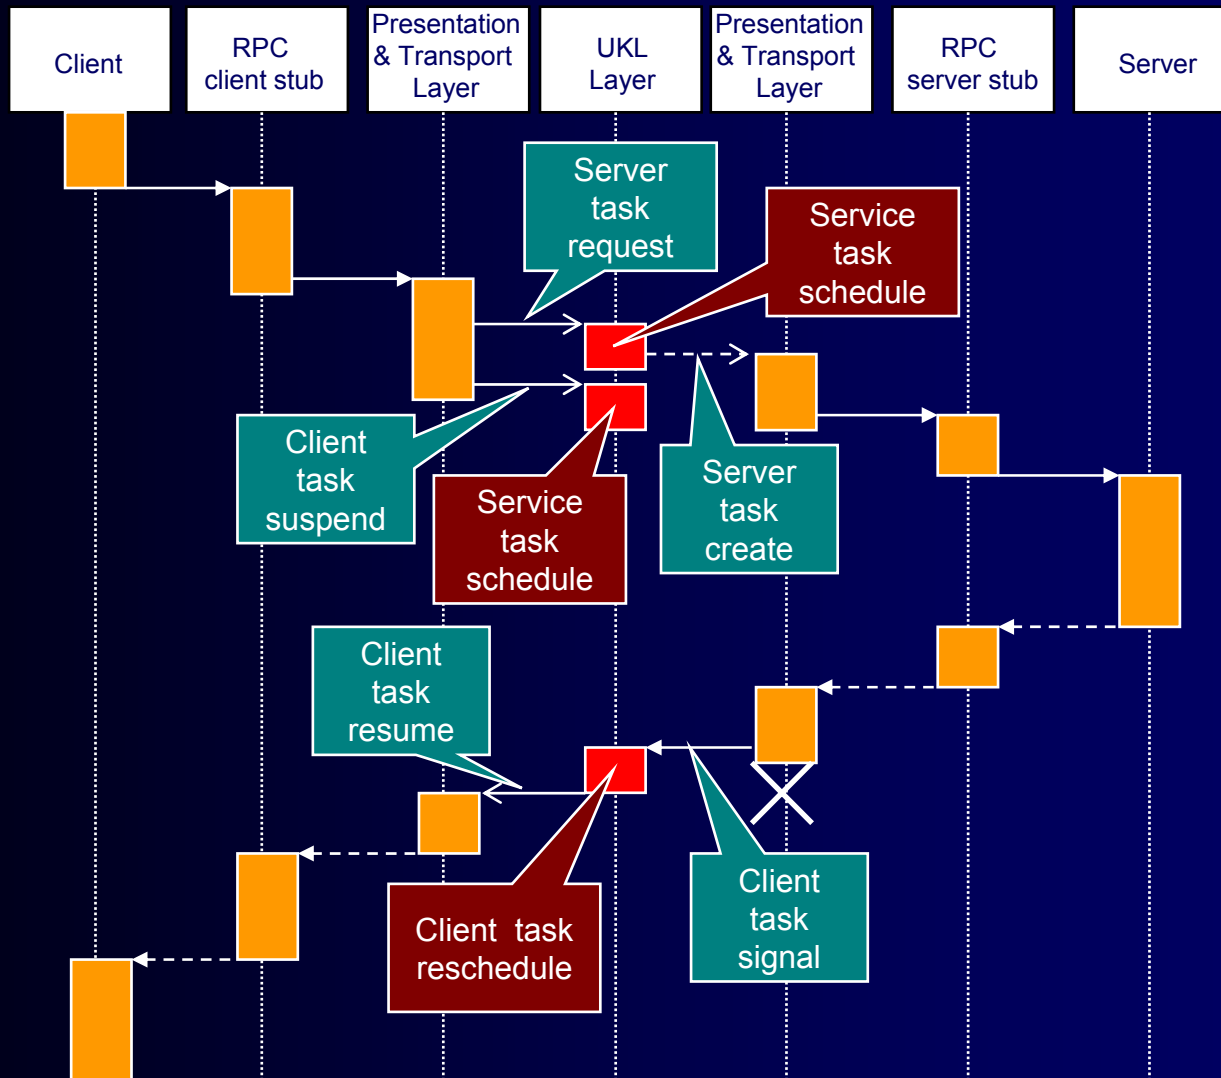 Client
RPC
client stub
Presentation
& Transport
Layer
UKL
Layer
Presentation
& Transport
Layer
RPC
server stub
Server
Server
task
request
Service
task
schedule
Client
task
suspend
Service
task
schedule
Server
task
create
Client
task
resume
Client task
reschedule
Client
task
signal